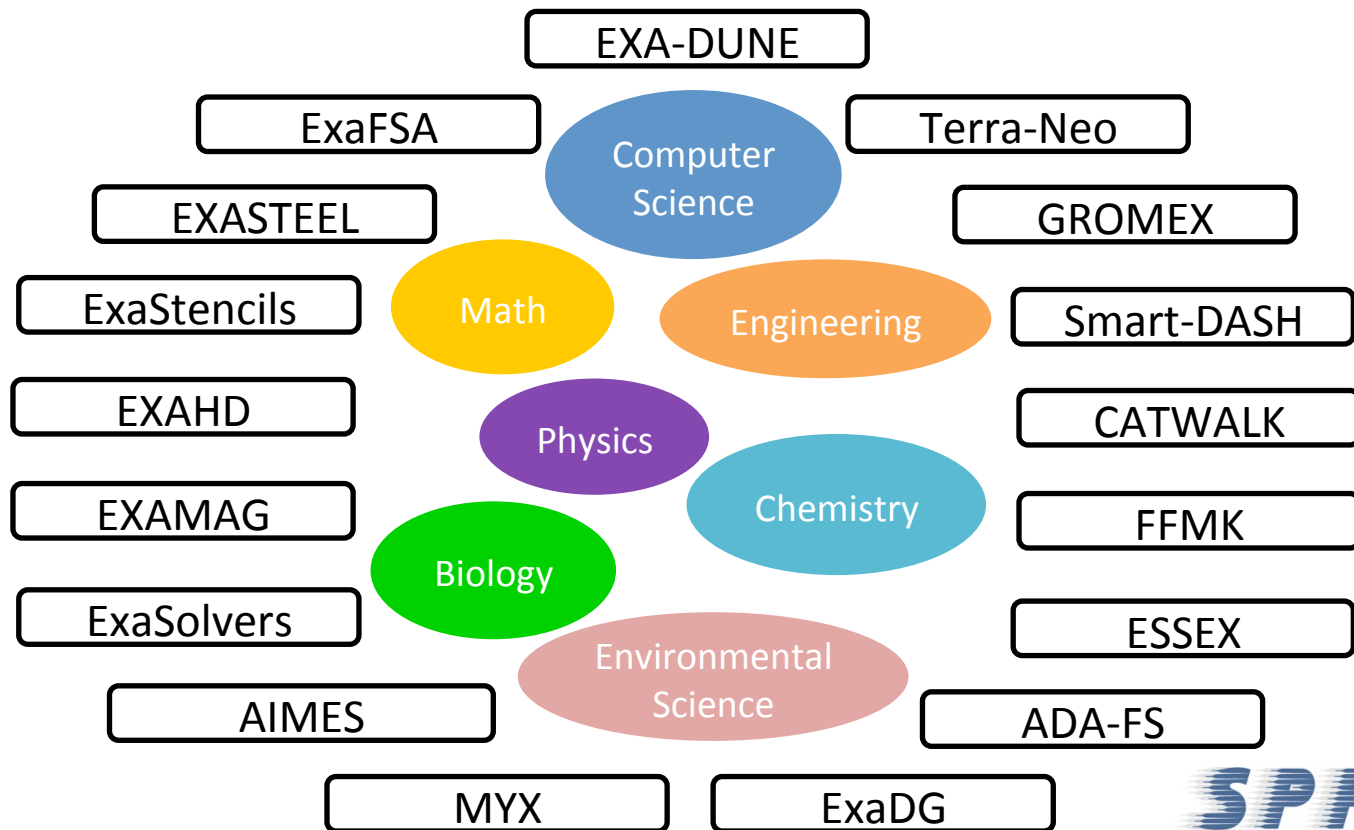 EXA-DUNE
ExaFSA
Terra-Neo
Computer
Science
EXASTEEL
GROMEX
ExaStencils
Math
Engineering
Smart-DASH
EXAHD
Physics
CATWALK
EXAMAG
Chemistry
FFMK
Biology
ExaSolvers
ESSEX
Environmental
Science
AIMES
ADA-FS
MYX
ExaDG